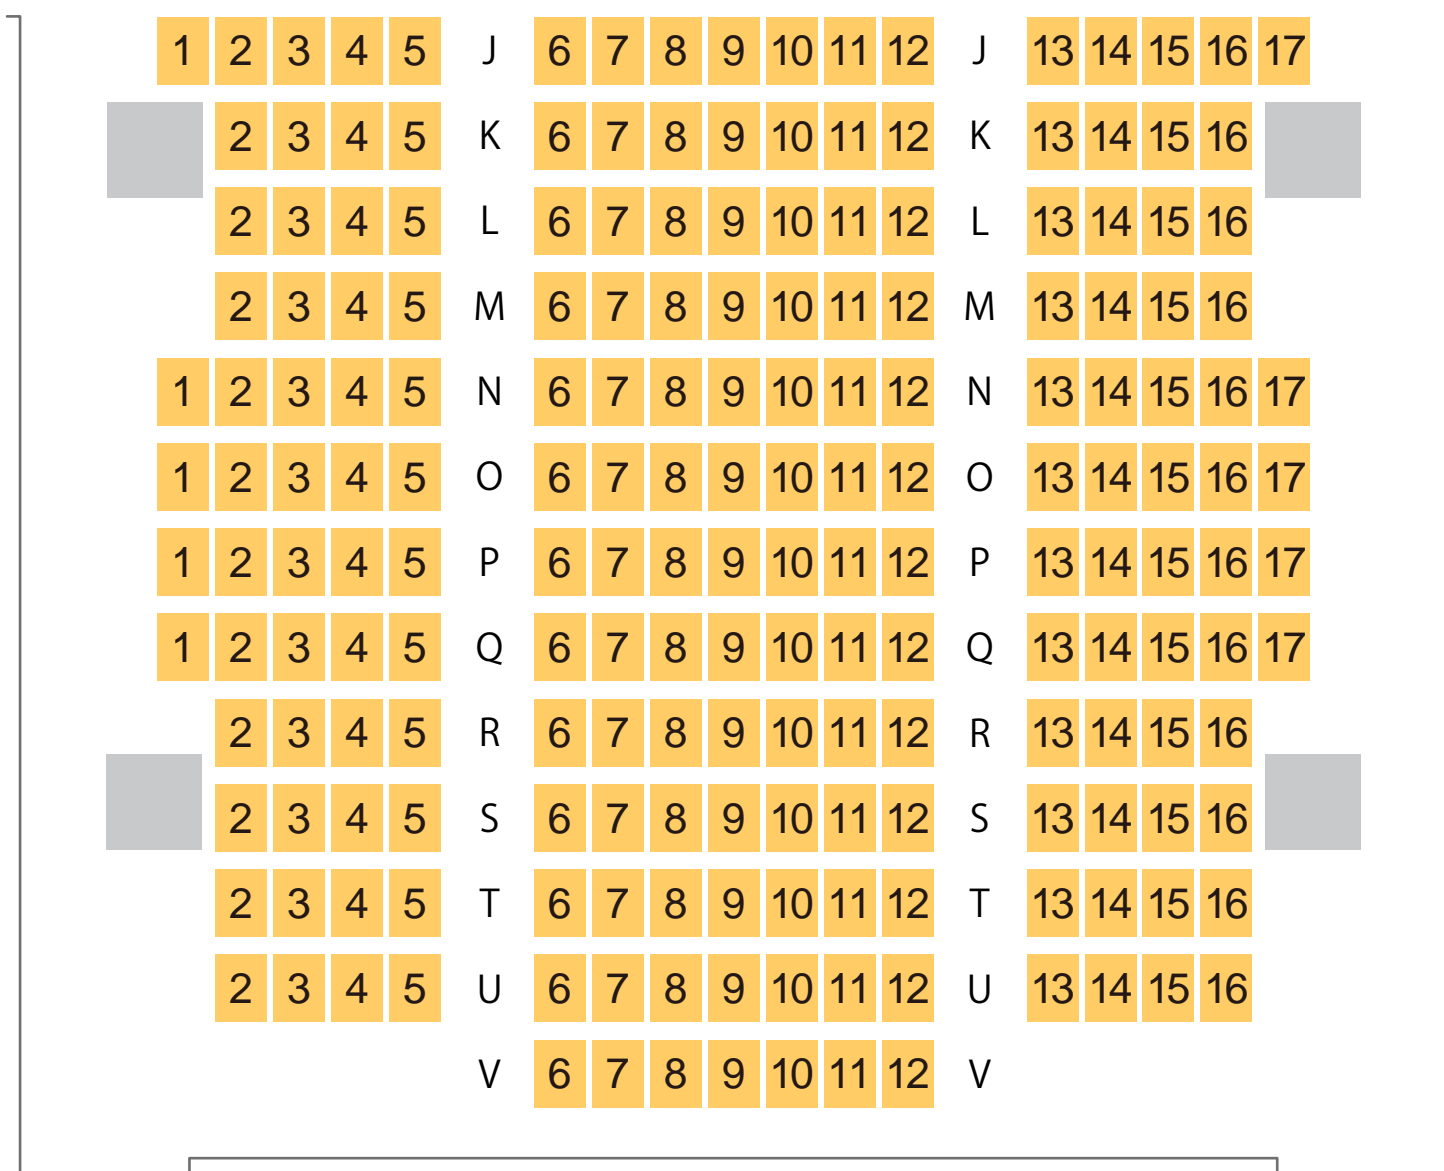 1 2 3 4 5 J 6 7 8 9 10 11 12 J 13 14 15 16 17
2 3 4 5 K 6 7 8 9 10 11 12 K 13 14 15 16
2 3 4 5 L 6 7 8 9 10 11 12 L 13 14 15 16
2 3 4 5 M 6 7 8 9 10 11 12 M 13 14 15 16
1 2 3 4 5 N 6 7 8 9 10 11 12 N 13 14 15 16 17
1 2 3 4 5 O 6 7 8 9 10 11 12 O 13 14 15 16 17
1 2 3 4 5 P 6 7 8 9 10 11 12 P 13 14 15 16 17
1 2 3 4 5 Q 6 7 8 9 10 11 12 Q 13 14 15 16 17
2 3 4 5 R 6 7 8 9 10 11 12 R 13 14 15 16
2 3 4 5 S 6 7 8 9 10 11 12 S 13 14 15 16
2 3 4 5 T 6 7 8 9 10 11 12 T 13 14 15 16
2 3 4 5 U 6 7 8 9 10 11 12 U 13 14 15 16
V 6 7 8 9 10 11 12 V